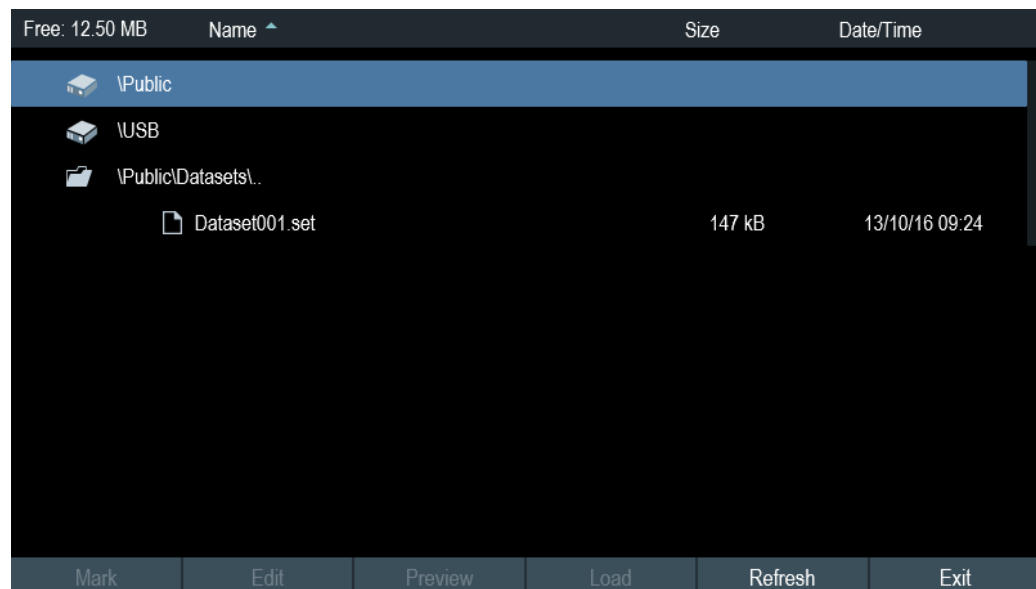 Free: 12.50 MB Name Size Date/Time
\Public
\USB
\Public\Datasets\..
Dataset001.set 147 kB 13/10/16 09:24
Mark Edit Preview Load Refresh Exit